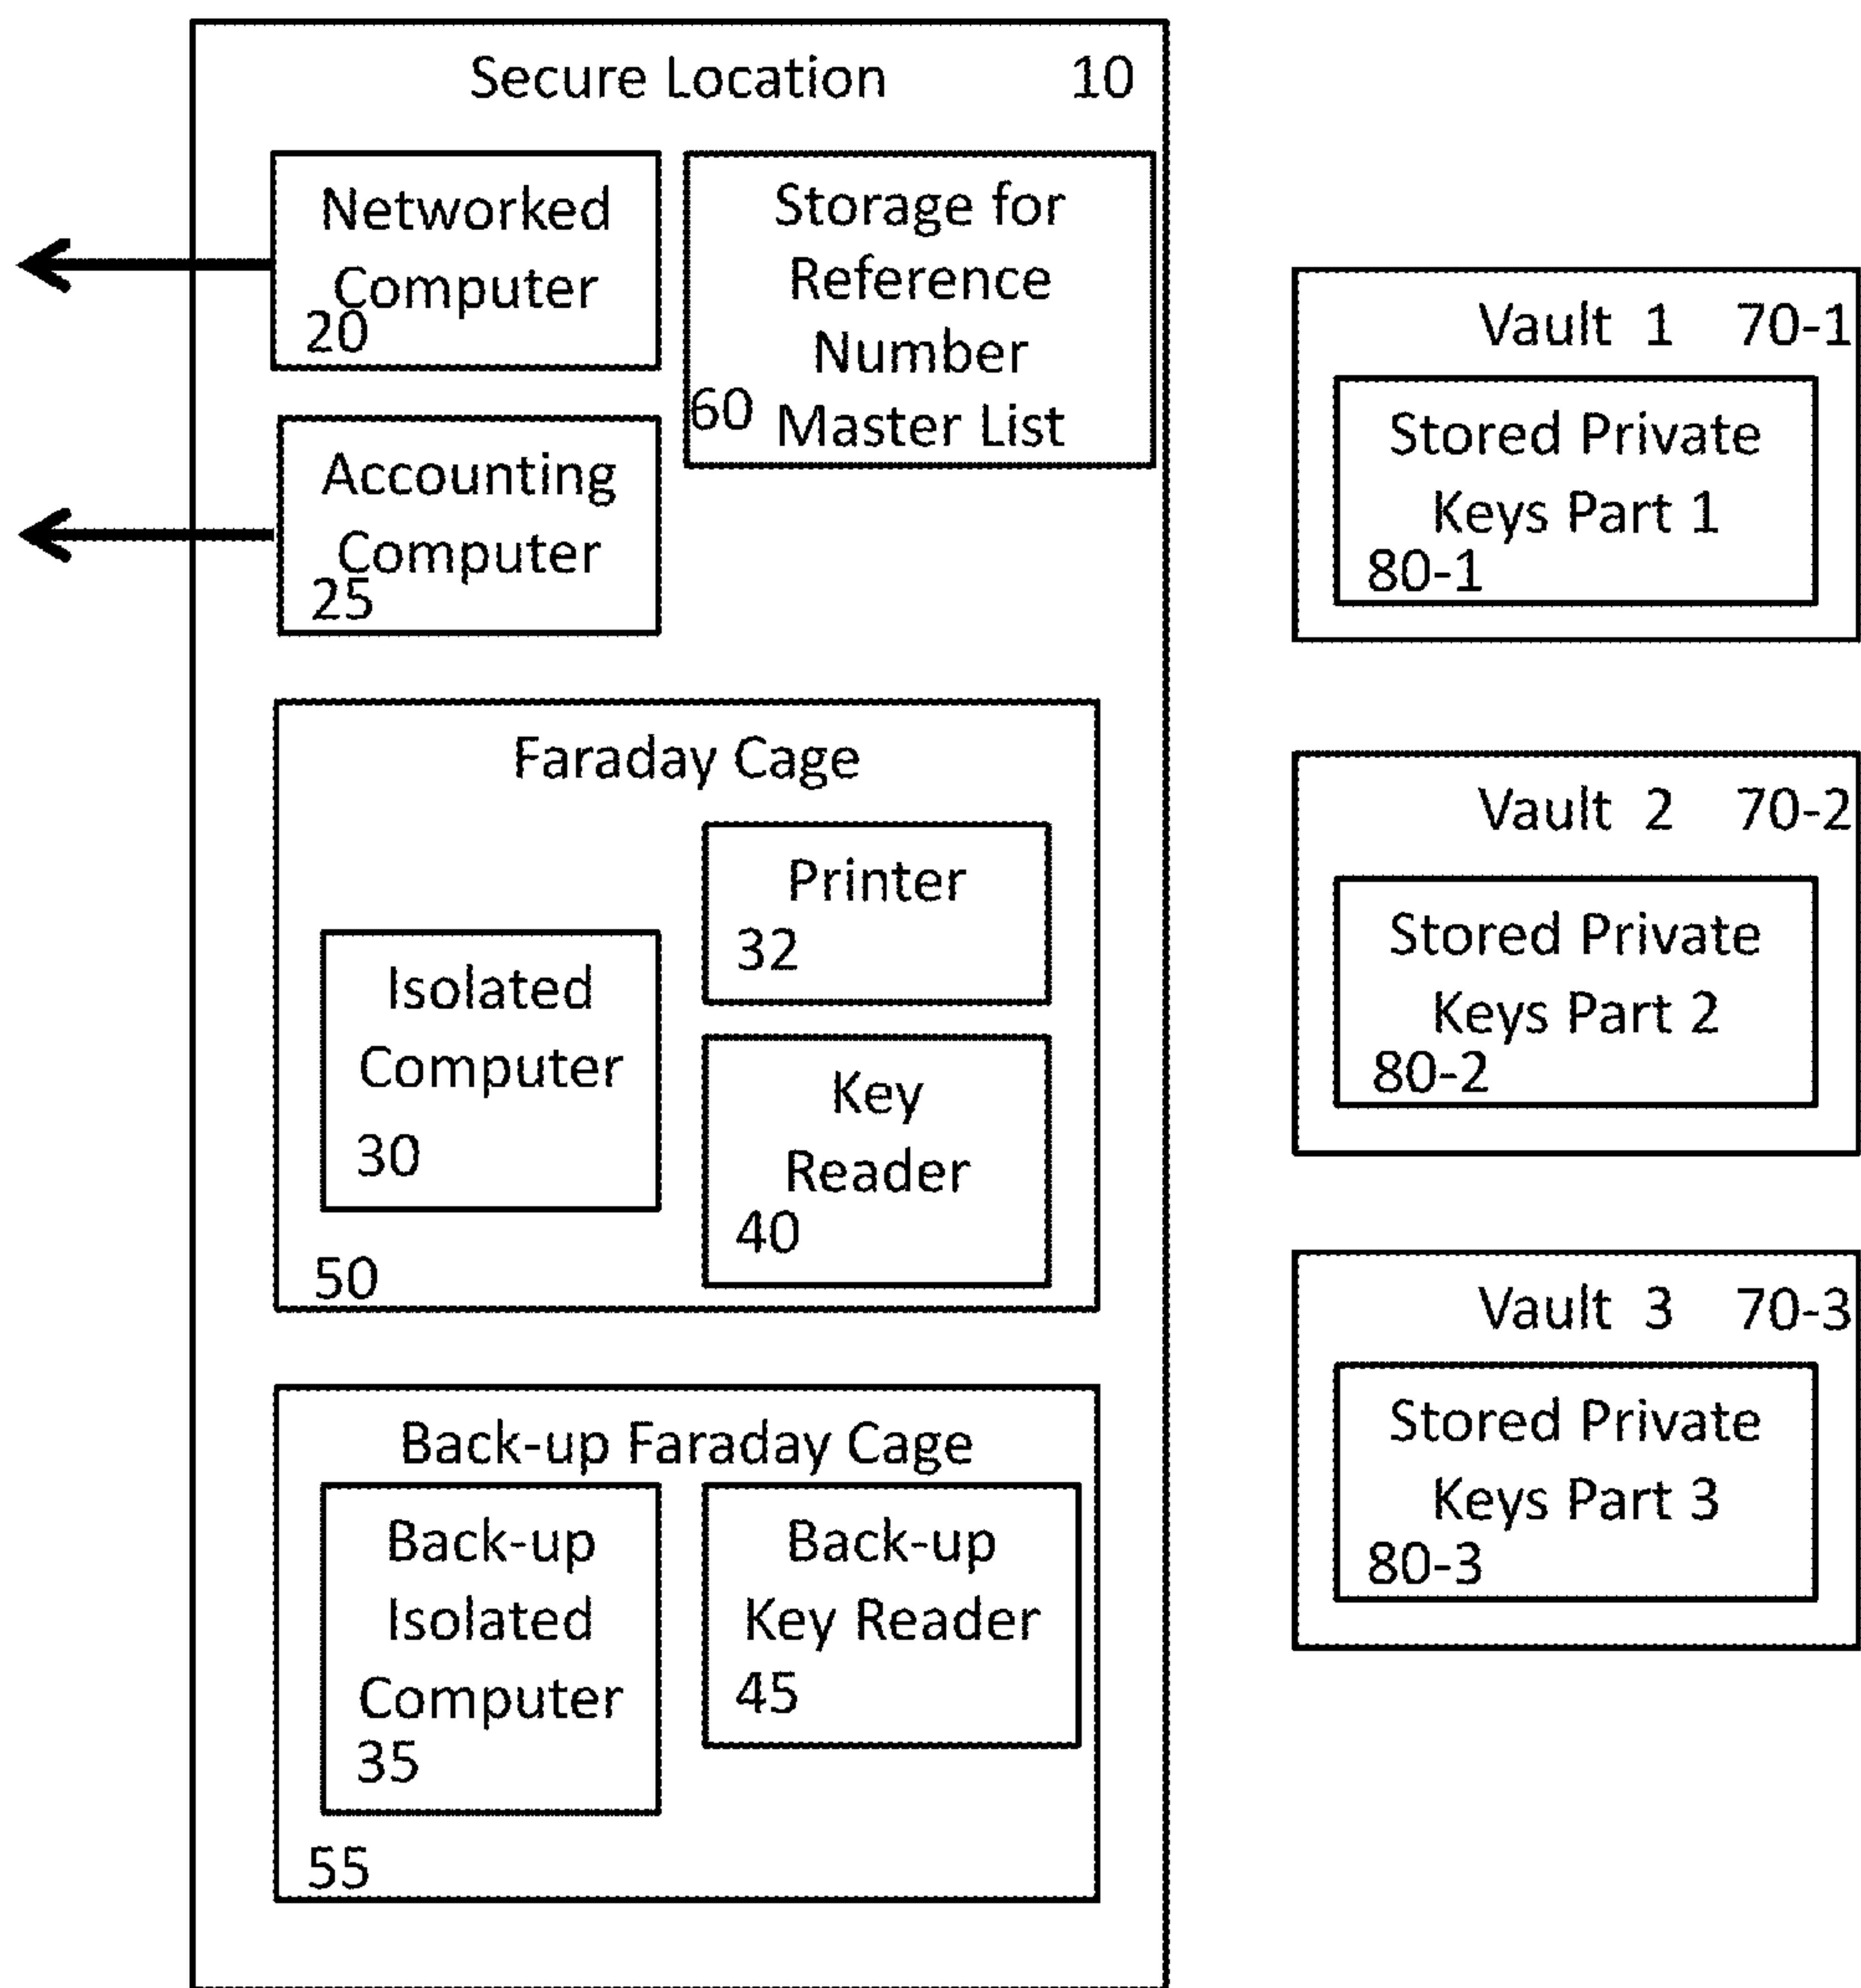 Secure Location 10
Networked
Computer
20
Storage for
Reference
Number
60 Master List
Accounting
Computer
25
Faraday Cage
Printer
32
Isolated
Computer
30
Key
Reader
40
50
Back-up Faraday Cage
Back-up
Isolated
Computer
35
Back-up
Key Reader
45
55
Vault 1 70-1
Stored Private
Keys Part 1
80-1
Vault 2 70-2
Stored Private
Keys Part 2
80-2
Vault 3 70-3
Stored Private
Keys Part 3
80-3